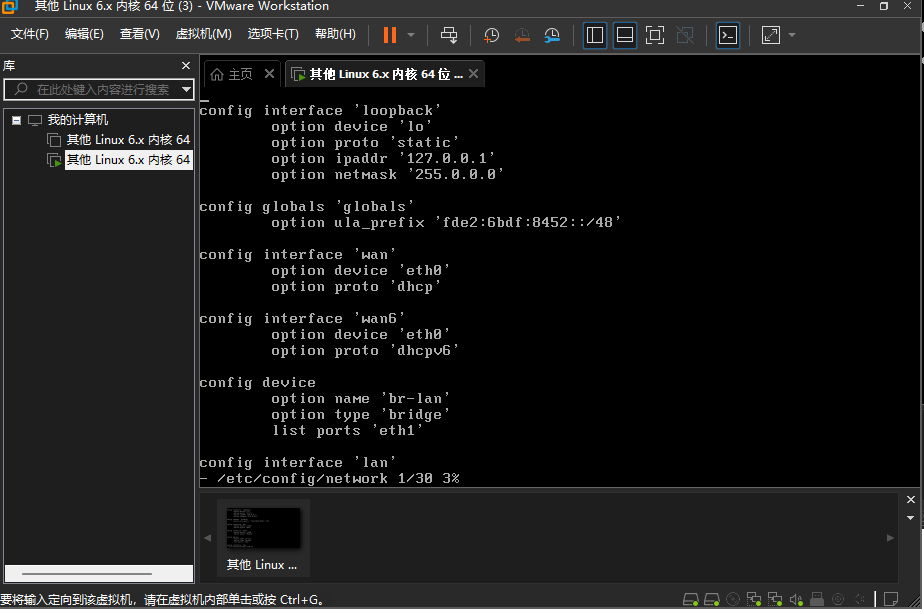 其他 Linux 6.x 内核 64 位 (3) - VMware Workstation
文件(F) 编辑(E) 查看(V) 虚拟机(M) 选项卡(T) 帮助(H)
库
在此处键入内容进行搜索
我的计算机
其他 Linux 6.x 内核 64
其他 Linux 6.x 内核 64
主页 其他 Linux 6.x 内核 64 位 ...
config interface 'loopback'
option device 'lo'
option proto 'static'
option ipaddr '127.0.0.1'
option netmask '255.0.0.0'
config globals 'globals'
option ula_prefix 'fde2:6bdf:8452::/48'
config interface 'wan'
option device 'eth0'
option proto 'dhcp'
config interface 'wan6'
option device 'eth0'
option proto 'dhcpv6'
config device
option name 'br-lan'
option type 'bridge'
list ports 'eth1'
config interface 'lan'
- /etc/config/network 1/30 3%
其他 Linux ...
要将输入定向到该虚拟机，请在虚拟机内部单击或按 Ctrl+G。